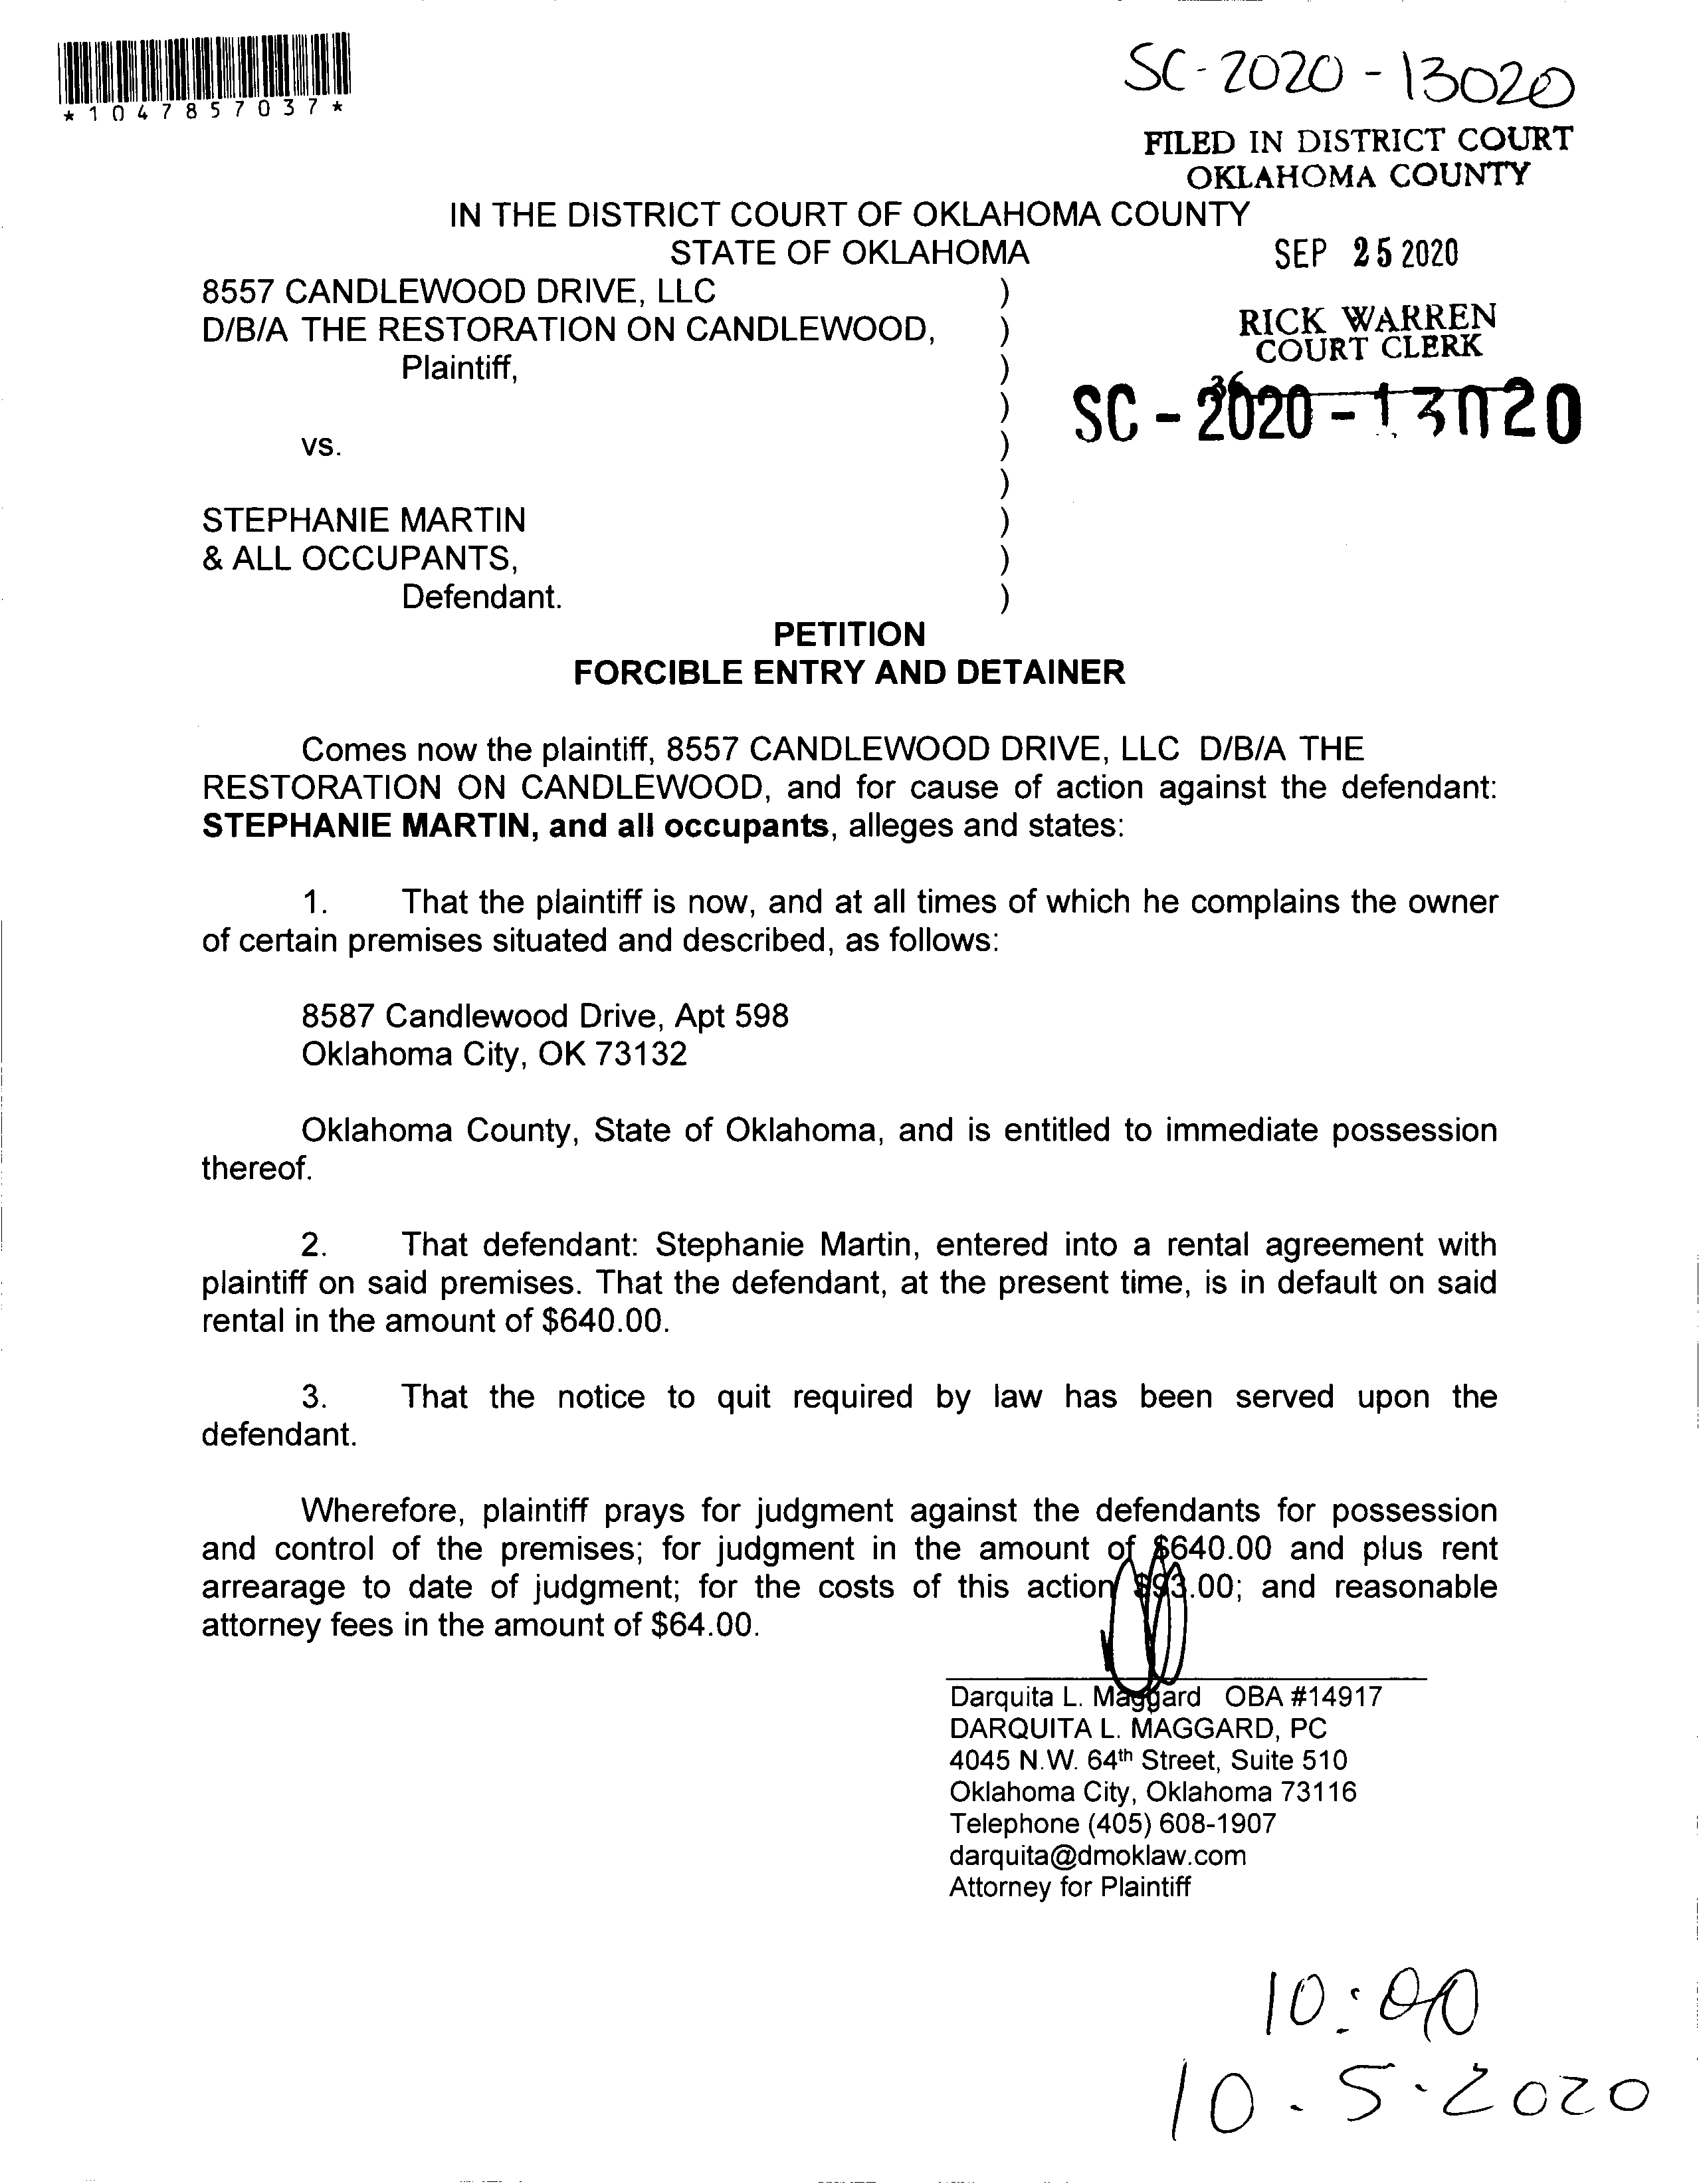 *1047857037*
SC-2020-13020
FILED IN DISTRICT COURT
OKLAHOMA COUNTY
IN THE DISTRICT COURT OF OKLAHOMA COUNTY
STATE OF OKLAHOMA
SEP 25 2020
8557 CANDLEWOOD DRIVE, LLC )
D/B/A THE RESTORATION ON CANDLEWOOD, )
RICK WARREN
COURT CLERK
Plaintiff, )
36
)
SC-2020-13020
vs. )
)
STEPHANIE MARTIN )
& ALL OCCUPANTS, )
Defendant. )
PETITION
FORCIBLE ENTRY AND DETAINER
Comes now the plaintiff, 8557 CANDLEWOOD DRIVE, LLC D/B/A THE
RESTORATION ON CANDLEWOOD, and for cause of action against the defendant:
STEPHANIE MARTIN, and all occupants, alleges and states:
1. That the plaintiff is now, and at all times of which he complains the owner
of certain premises situated and described, as follows:
8587 Candlewood Drive, Apt 598
Oklahoma City, OK 73132
Oklahoma County, State of Oklahoma, and is entitled to immediate possession
thereof.
2. That defendant: Stephanie Martin, entered into a rental agreement with
plaintiff on said premises. That the defendant, at the present time, is in default on said
rental in the amount of $640.00.
3. That the notice to quit required by law has been served upon the
defendant.
Wherefore, plaintiff prays for judgment against the defendants for possession
and control of the premises; for judgment in the amount of $640.00 and plus rent
arrearage to date of judgment; for the costs of this action $93.00; and reasonable
attorney fees in the amount of $64.00.
Darquita L. Maggard OBA #14917
DARQUITA L. MAGGARD, PC
4045 N.W. 64th Street, Suite 510
Oklahoma City, Oklahoma 73116
Telephone (405) 608-1907
darquita@dmoklaw.com
Attorney for Plaintiff
10:00
10.5.2020